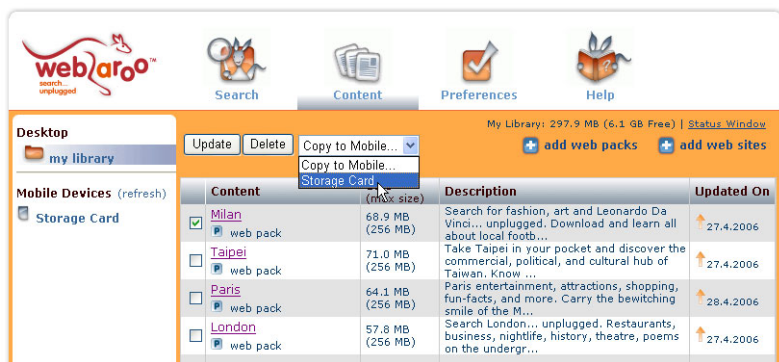 webaroo™
search...
unplugged
Search
Content
Preferences
Help
My Library: 297.9 MB (6.1 GB Free) | Status Window
Desktop
my library
Update
Delete
Copy to Mobile...
add web packs
add web sites
Copy to Mobile...
Storage Card
Mobile Devices (refresh)
Storage Card
Content
(max size)
Description
Updated On
Milan
P web pack
68.9 MB
(256 MB)
Search for fashion, art and Leonardo Da
Vinci... unplugged. Download and learn all
about local footb...
27.4.2006
Taipei
P web pack
71.0 MB
(256 MB)
Take Taipei in your pocket and discover the
commercial, political, and cultural hub of
Taiwan. Know ...
27.4.2006
Paris
P web pack
64.1 MB
(256 MB)
Paris entertainment, attractions, shopping,
fun-facts, and more. Carry the bewitching
smile of the M...
28.4.2006
London
P web pack
57.8 MB
(256 MB)
Search London... unplugged. Restaurants,
business, nightlife, history, theatre, poems
on the undergr...
27.4.2006